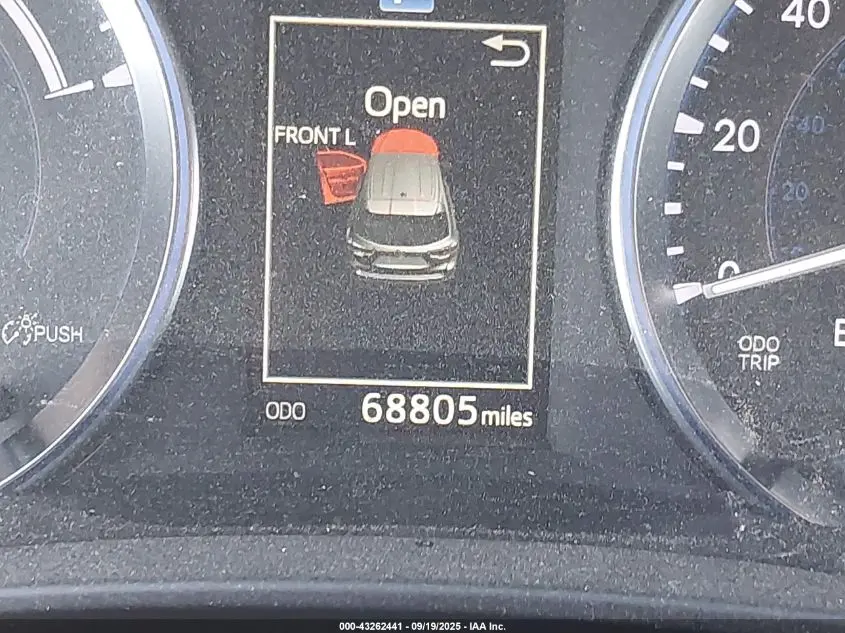 Open
FRONT L
40
20
0
40
20
PUSH
ODO
TRIP
E
ODO 68805 miles
000-43262441 - 09/19/2025 - IAA Inc.